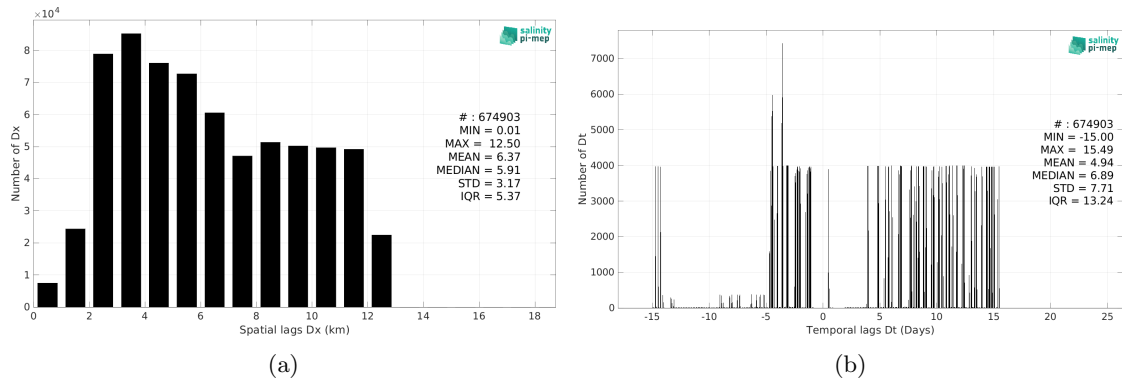 ×10⁴
9
8
7
6
5
4
3
2
1
0
Number of Dx
0 2 4 6 8 10 12 14 16 18
Spatial lags Dx (km)
salinity
pi-mep
# : 674903
MIN = 0.01
MAX = 12.50
MEAN = 6.37
MEDIAN = 5.91
STD = 3.17
IQR = 5.37
(a)
7000
6000
5000
4000
3000
2000
1000
0
Number of Dt
-15 -10 -5 0 5 10 15 20 25
Temporal lags Dt (Days)
salinity
pi-mep
# : 674903
MIN = -15.00
MAX = 15.49
MEAN = 4.94
MEDIAN = 6.89
STD = 7.71
IQR = 13.24
(b)